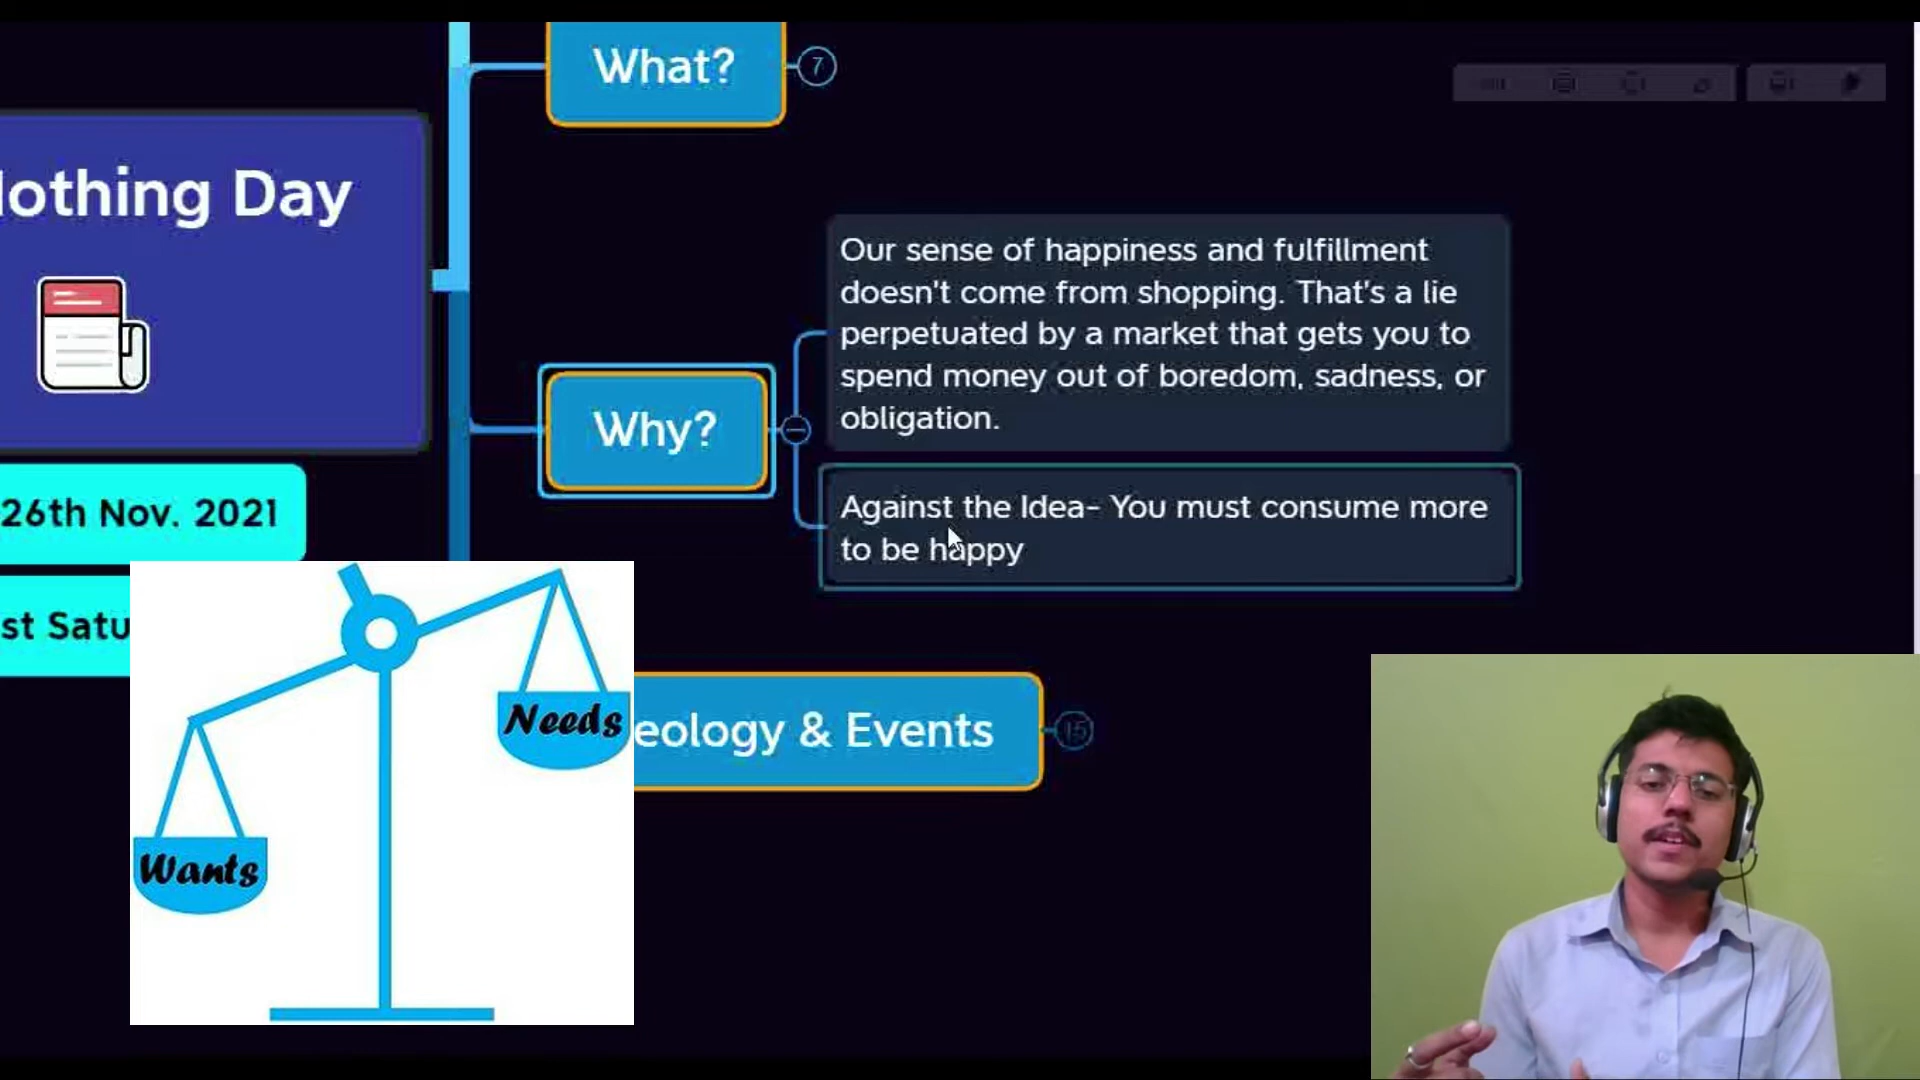 What?
7
Nothing Day
Our sense of happiness and fulfillment
doesn't come from shopping. That's a lie
perpetuated by a market that gets you to
spend money out of boredom, sadness, or
obligation.
Why?
Against the Idea- You must consume more
to be happy
26th Nov. 2021
st Satu
Needs
Wants
eology & Events
15